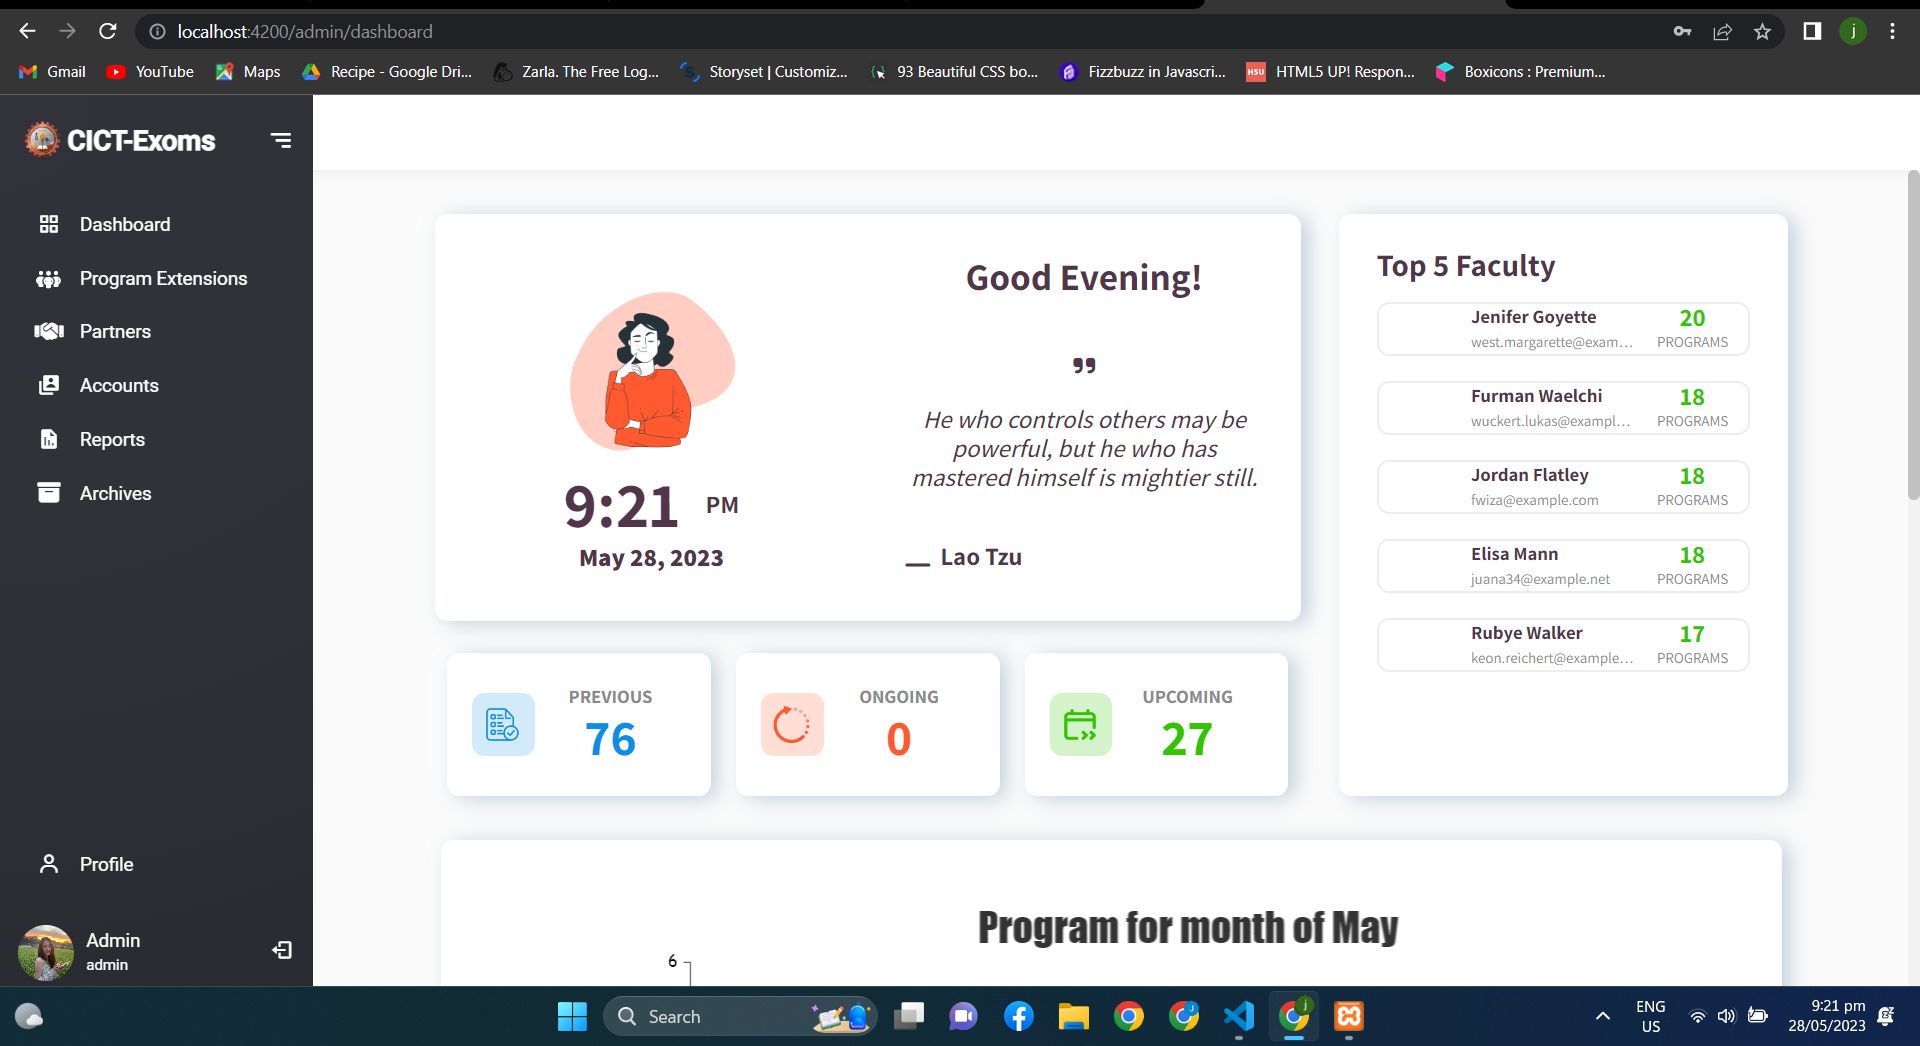 localhost:4200/admin/dashboard
j
Gmail
YouTube
Maps
Recipe - Google Dri...
Zarla. The Free Log...
Storyset | Customiz...
93 Beautiful CSS bo...
Fizzbuzz in Javascri...
HSU
HTML5 UP! Respon...
Boxicons : Premium...
CICT-Exoms
Dashboard
Program Extensions
Partners
Accounts
Reports
Archives
Profile
Admin
admin
Good Evening!
”
He who controls others may be
powerful, but he who has
mastered himself is mightier still.
— Lao Tzu
9:21 PM
May 28, 2023
Top 5 Faculty
Jenifer Goyette
west.margarette@exam...
20
PROGRAMS
Furman Waelchi
wuckert.lukas@exampl...
18
PROGRAMS
Jordan Flatley
fwiza@example.com
18
PROGRAMS
Elisa Mann
juana34@example.net
18
PROGRAMS
Rubye Walker
keon.reichert@example...
17
PROGRAMS
PREVIOUS
76
ONGOING
0
UPCOMING
27
Program for month of May
6
Search
ENG
US
9:21 pm
28/05/2023